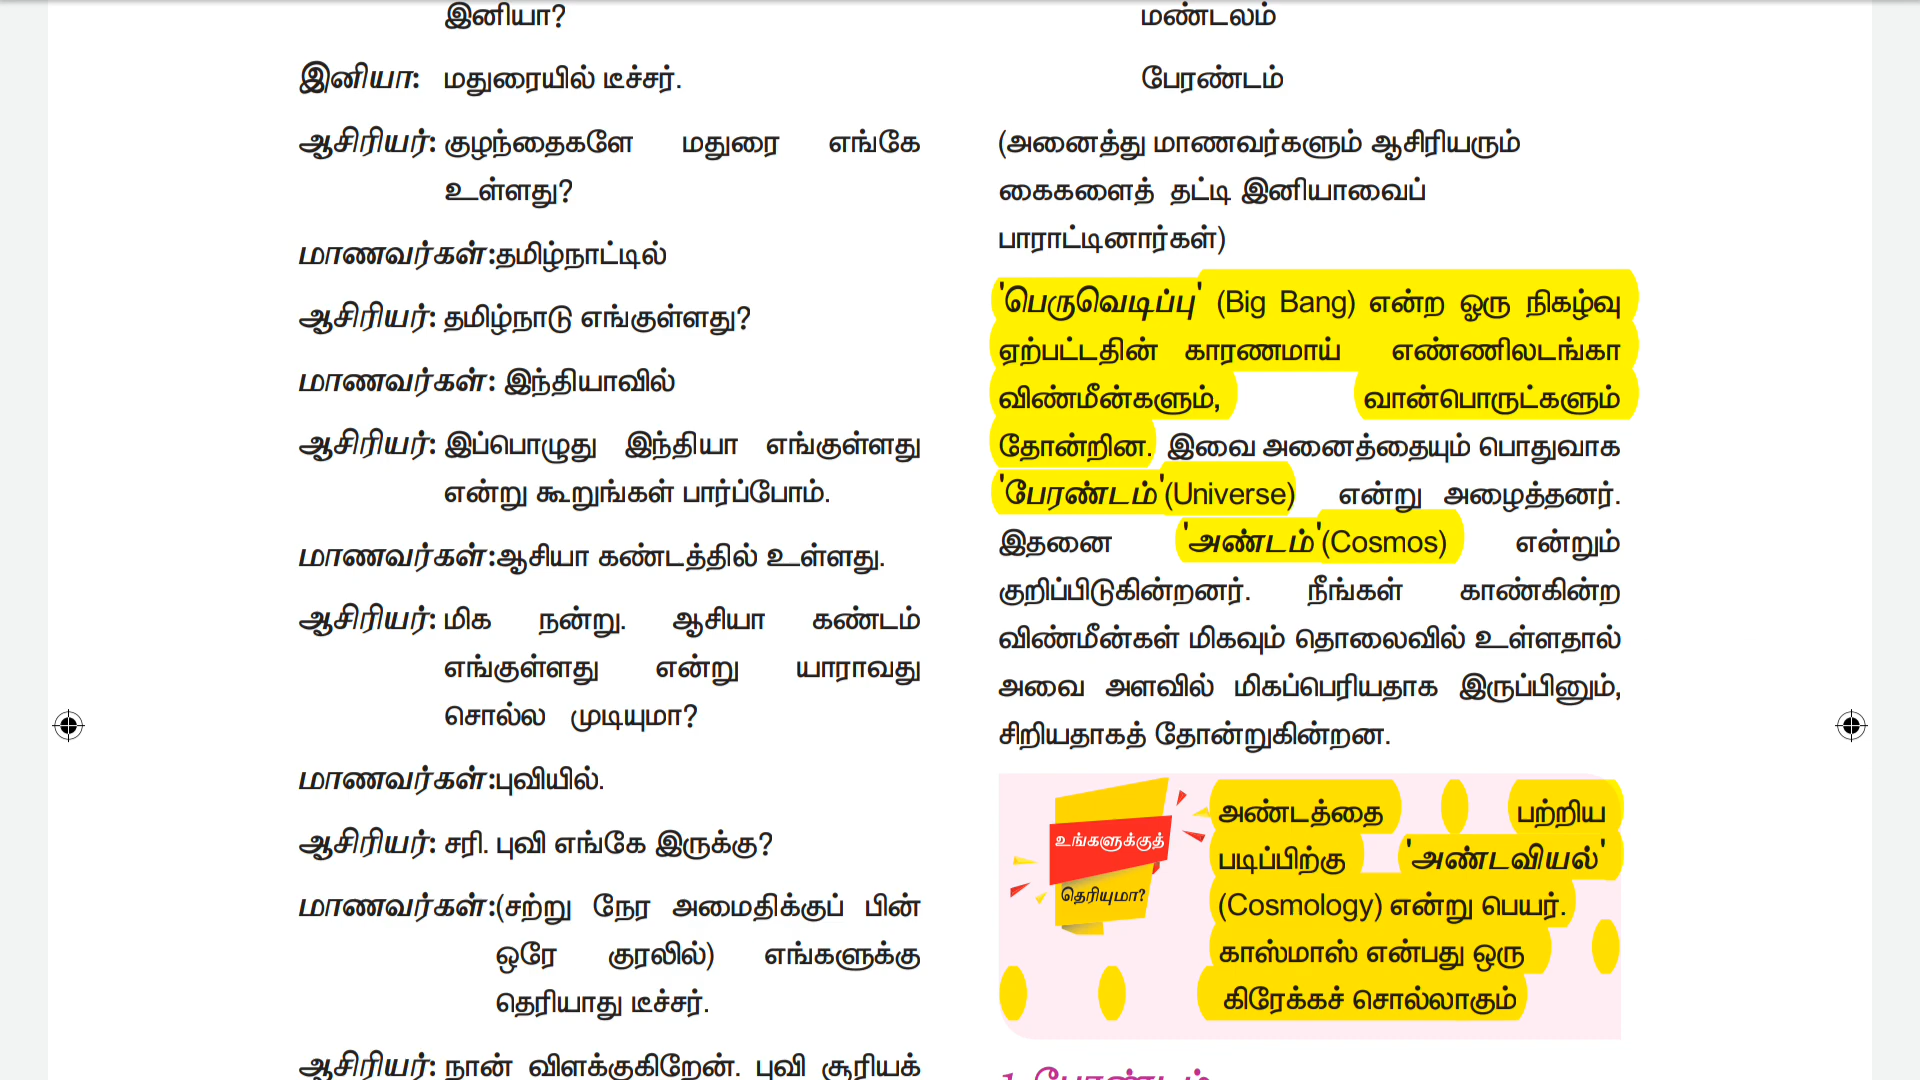 இனியா?
இனியா: மதுரையில் டீச்சர்.
ஆசிரியர்: குழந்தைகளே மதுரை எங்கே
உள்ளது?
மாணவர்கள்:தமிழ்நாட்டில்
ஆசிரியர்: தமிழ்நாடு எங்குள்ளது?
மாணவர்கள்: இந்தியாவில்
ஆசிரியர்: இப்பொழுது இந்தியா எங்குள்ளது
என்று கூறுங்கள் பார்ப்போம்.
மாணவர்கள்:ஆசியா கண்டத்தில் உள்ளது.
ஆசிரியர்: மிக நன்று. ஆசியா கண்டம்
எங்குள்ளது என்று யாராவது
சொல்ல முடியுமா?
மாணவர்கள்:புவியில்.
ஆசிரியர்: சரி. புவி எங்கே இருக்கு?
மாணவர்கள்:(சற்று நேர அமைதிக்குப் பின்
ஒரே குரலில்) எங்களுக்கு
தெரியாது டீச்சர்.
ஆசிரியர்: நான் விளக்குகிறேன். புவி சூரியக்
மண்டலம்
பேரண்டம்
(அனைத்து மாணவர்களும் ஆசிரியரும்
கைகளைத் தட்டி இனியாவைப்
பாராட்டினார்கள்)
'பெருவெடிப்பு' (Big Bang) என்ற ஒரு நிகழ்வு
ஏற்பட்டதின் காரணமாய் எண்ணிலடங்கா
விண்மீன்களும், வான்பொருட்களும்
தோன்றின. இவை அனைத்தையும் பொதுவாக
'பேரண்டம்'(Universe) என்று அழைத்தனர்.
இதனை 'அண்டம்'(Cosmos) என்றும்
குறிப்பிடுகின்றனர். நீங்கள் காண்கின்ற
விண்மீன்கள் மிகவும் தொலைவில் உள்ளதால்
அவை அளவில் மிகப்பெரியதாக இருப்பினும்,
சிறியதாகத் தோன்றுகின்றன.
உங்களுக்குத்
தெரியுமா?
அண்டத்தை பற்றிய
படிப்பிற்கு 'அண்டவியல்'
(Cosmology) என்று பெயர்.
காஸ்மாஸ் என்பது ஒரு
கிரேக்கச் சொல்லாகும்
1. பேரண்டம்